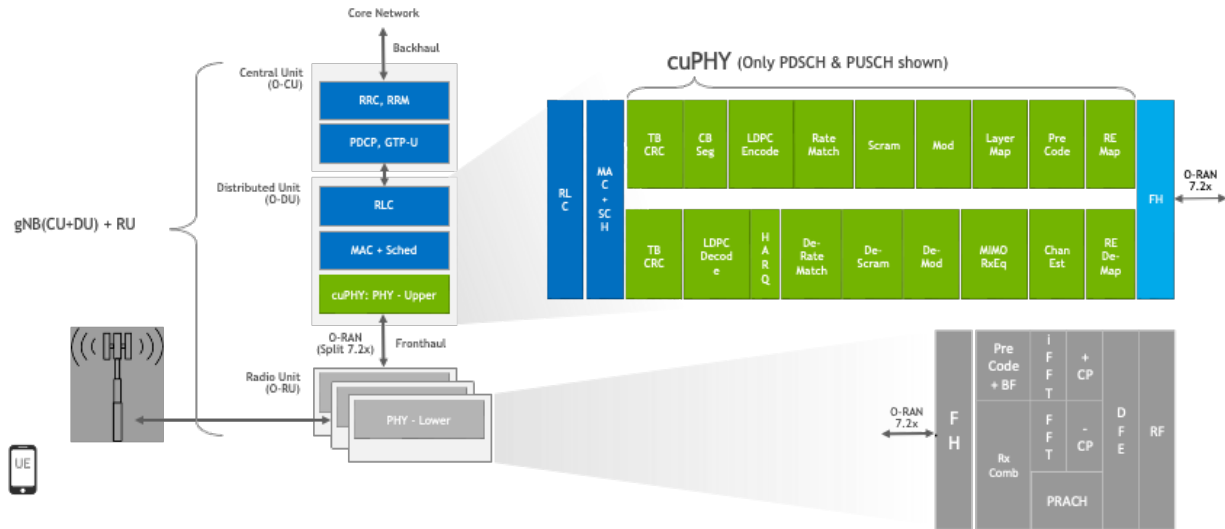 Core Network
Backhaul
Central Unit
(O-CU)
RRC, RRM
PDCP, GTP-U
Distributed Unit
(O-DU)
RLC
MAC + Sched
cuPHY: PHY - Upper
gNB(CU+DU) + RU
O-RAN
(Split 7.2x)
Fronthaul
Radio Unit
(O-RU)
PHY - Lower
UE
cuPHY (Only PDSCH & PUSCH shown)
RL
C
MA
C
+
SC
H
TB
CRC
CB
Seg
LDPC
Encode
Rate
Match
Scram
Mod
Layer
Map
Pre
Code
RE
Map
TB
CRC
LDPC
Decod
e
H
A
R
Q
De-
Rate
Match
De-
Scram
De-
Mod
MIMO
RxEq
Chan
Est
RE
De-
Map
FH
O-RAN
7.2x
O-RAN
7.2x
F
H
Pre
Code
+ BF
i
F
F
T
+
CP
Rx
Comb
F
F
T
-
CP
PRACH
D
F
E
RF